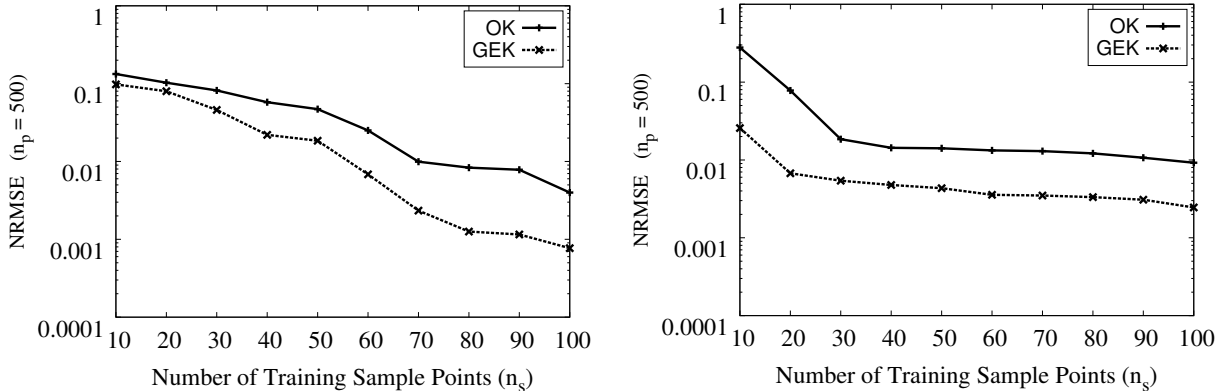 1
0.1
0.01
0.001
0.0001
NRMSE (n_p = 500)
OK
GEK
10 20 30 40 50 60 70 80 90 100
Number of Training Sample Points (n_s)
1
0.1
0.01
0.001
0.0001
NRMSE (n_p = 500)
OK
GEK
10 20 30 40 50 60 70 80 90 100
Number of Training Sample Points (n_s)